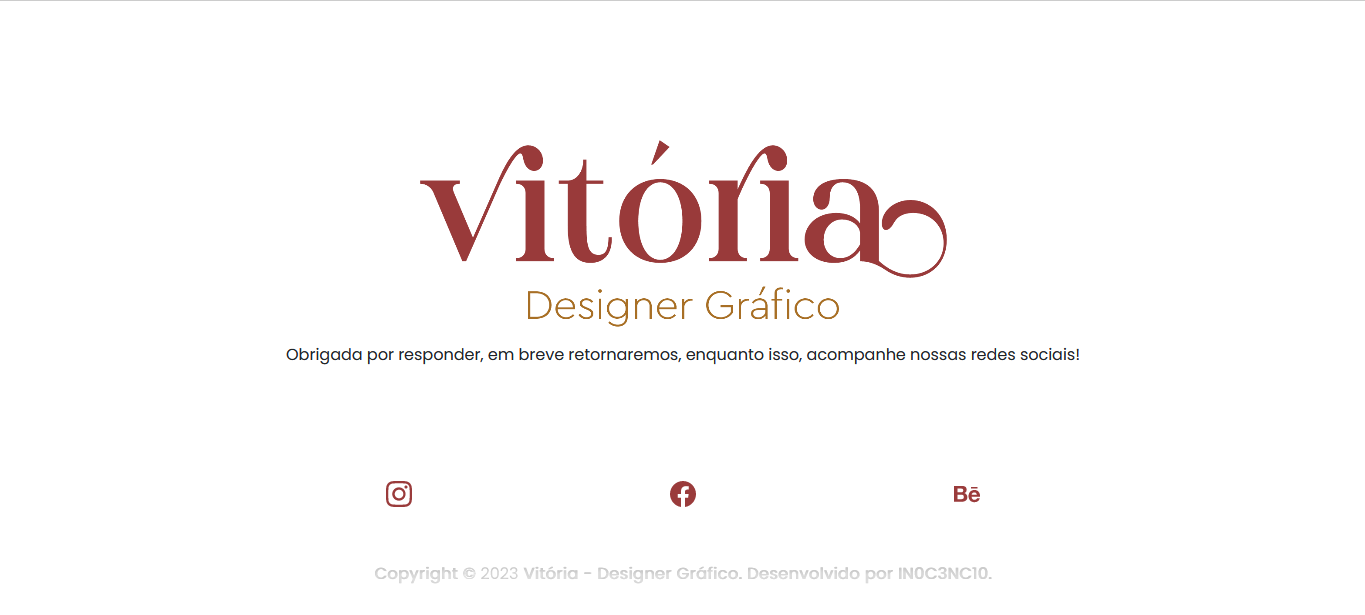 vitória
Designer Gráfico
Obrigada por responder, em breve retornaremos, enquanto isso, acompanhe nossas redes sociais!
Bē
Copyright © 2023 Vitória - Designer Gráfico. Desenvolvido por IN0C3NC10.